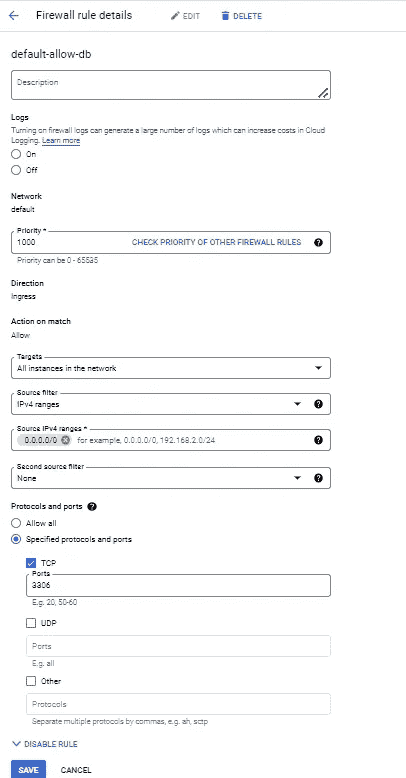 Firewall rule details EDIT DELETE
default-allow-db
Description
Logs
Turning on firewall logs can generate a large number of logs which can increase costs in Cloud
Logging. Learn more
On
Off
Network
default
Priority *
1000 CHECK PRIORITY OF OTHER FIREWALL RULES
Priority can be 0 - 65535
Direction
Ingress
Action on match
Allow
Targets
All instances in the network
Source filter
IPv4 ranges
Source IPv4 ranges *
0.0.0.0/0 for example, 0.0.0.0/0, 192.168.2.0/24
Second source filter
None
Protocols and ports
Allow all
Specified protocols and ports
TCP
Ports
3306
E.g. 20, 50-60
UDP
Ports
E.g. all
Other
Protocols
Separate multiple protocols by commas, e.g. ah, sctp
DISABLE RULE
SAVE CANCEL